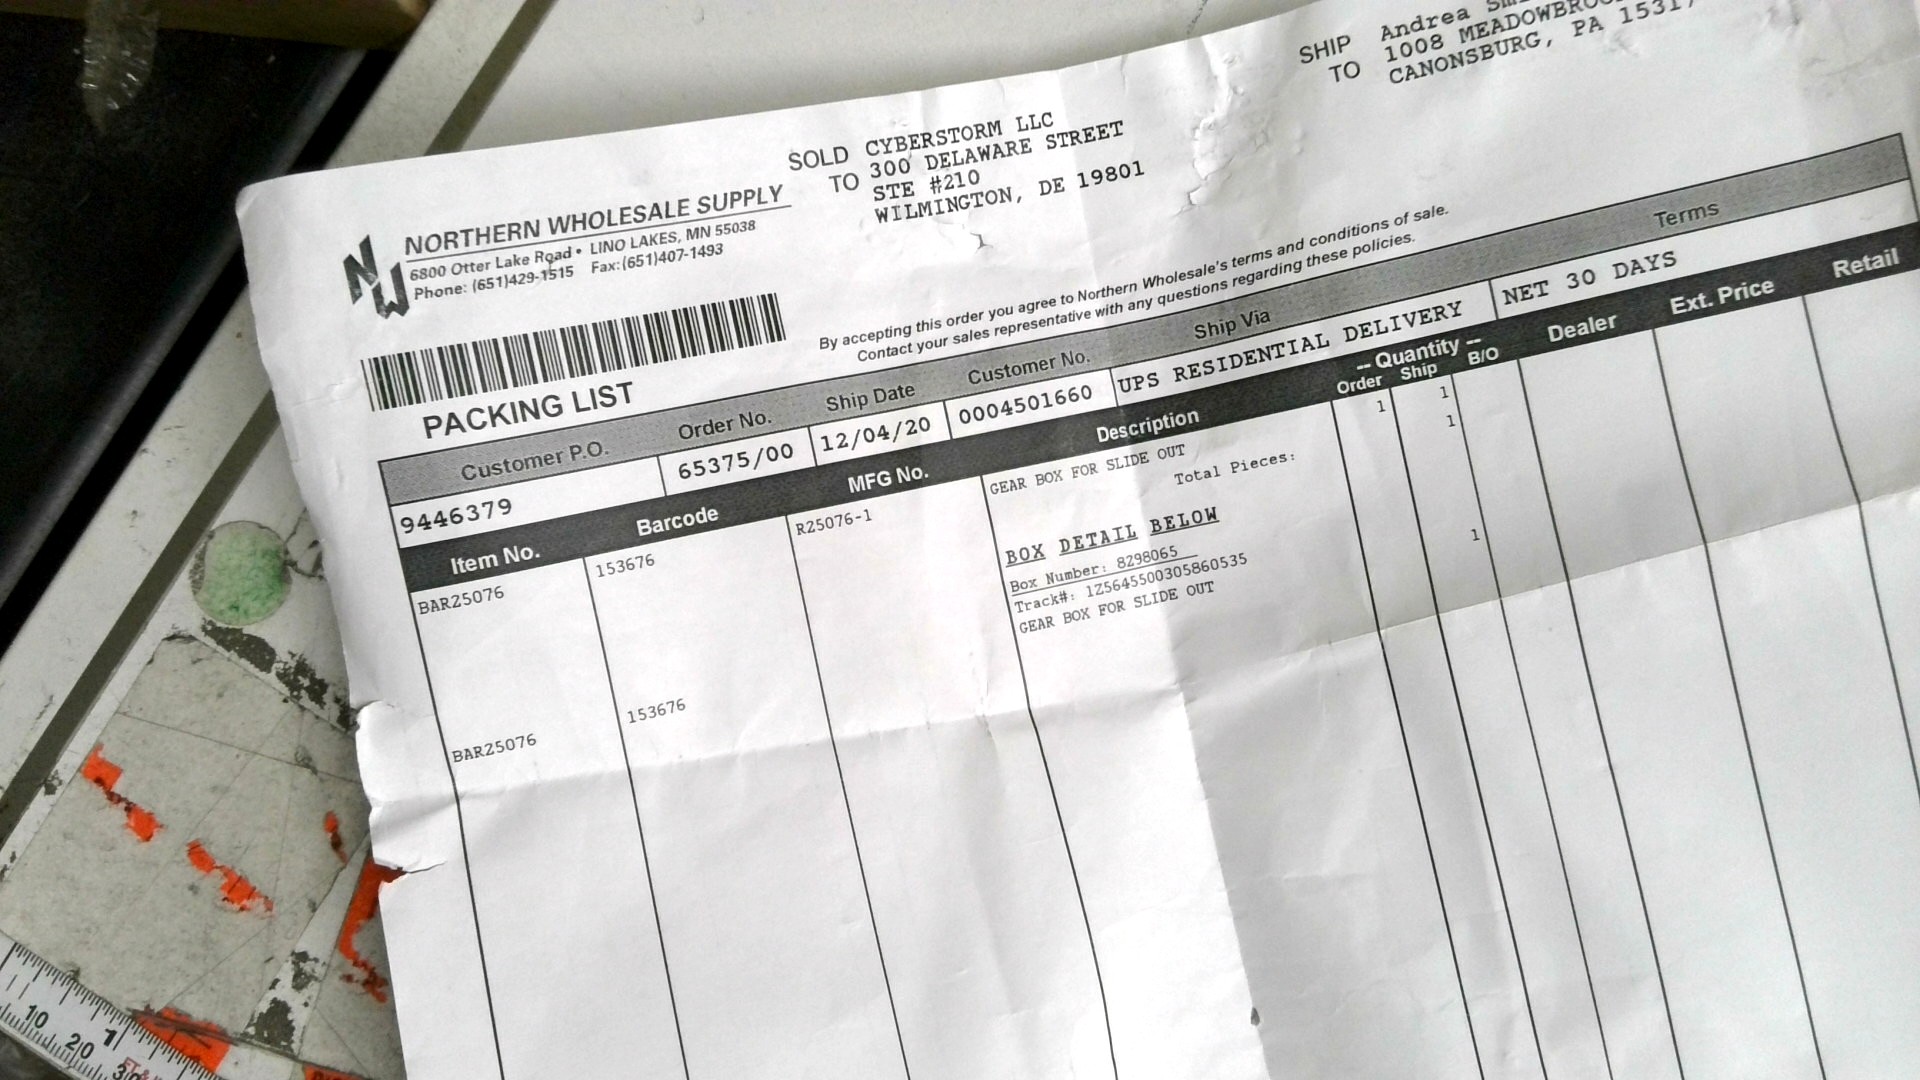 SHIP TO Andrea
1008
CANONSBURG, PA
SOLD TO CYBERSTORM LLC
300 DELAWARE STREET
STE #210
WILMINGTON, DE 19801
NW
NORTHERN WHOLESALE SUPPLY
6800 Otter Lake Road • LINO LAKES, MN 55038
Phone: (651)429-1515 Fax:(651)407-1493
By accepting this order you agree to Northern Wholesale's terms and conditions of sale.
Contact your sales representative with any questions regarding these policies.
PACKING LIST
Customer P.O. Order No. Ship Date Customer No. Ship Via Terms
9446379 65375/00 12/04/20 0004501660 UPS RESIDENTIAL DELIVERY NET 30 DAYS
Item No. Barcode MFG No. Description -- Quantity -- Order Ship B/O Dealer Ext. Price Retail
BAR25076 153676 R25076-1 GEAR BOX FOR SLIDE OUT 1 1
Total Pieces: 1
BOX DETAIL BELOW
Box Number: 8298065
Track#: 1Z5645500305860535
BAR25076 153676 GEAR BOX FOR SLIDE OUT 1
10 20 1